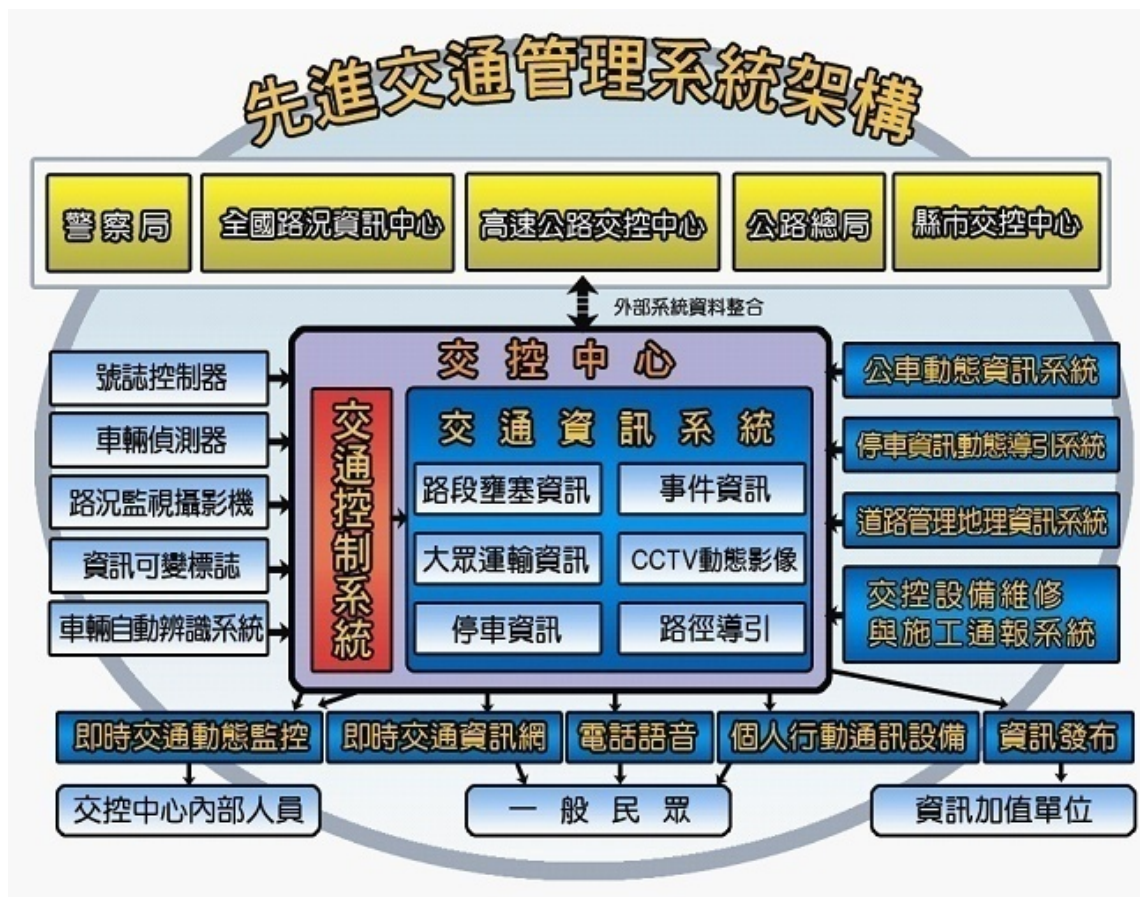 先進交通管理系統架構
警察局
全國路況資訊中心
高速公路交控中心
公路總局
縣市交控中心
外部系統資料整合
交控中心
號誌控制器
車輛偵測器
路況監視攝影機
資訊可變標誌
車輛自動辨識系統
交通控制系統
交通資訊系統
路段壅塞資訊
事件資訊
大眾運輸資訊
CCTV動態影像
停車資訊
路徑導引
公車動態資訊系統
停車資訊動態導引系統
道路管理地理資訊系統
交控設備維修
與施工通報系統
即時交通動態監控
即時交通資訊網
電話語音
個人行動通訊設備
資訊發布
交控中心內部人員
一般民眾
資訊加值單位